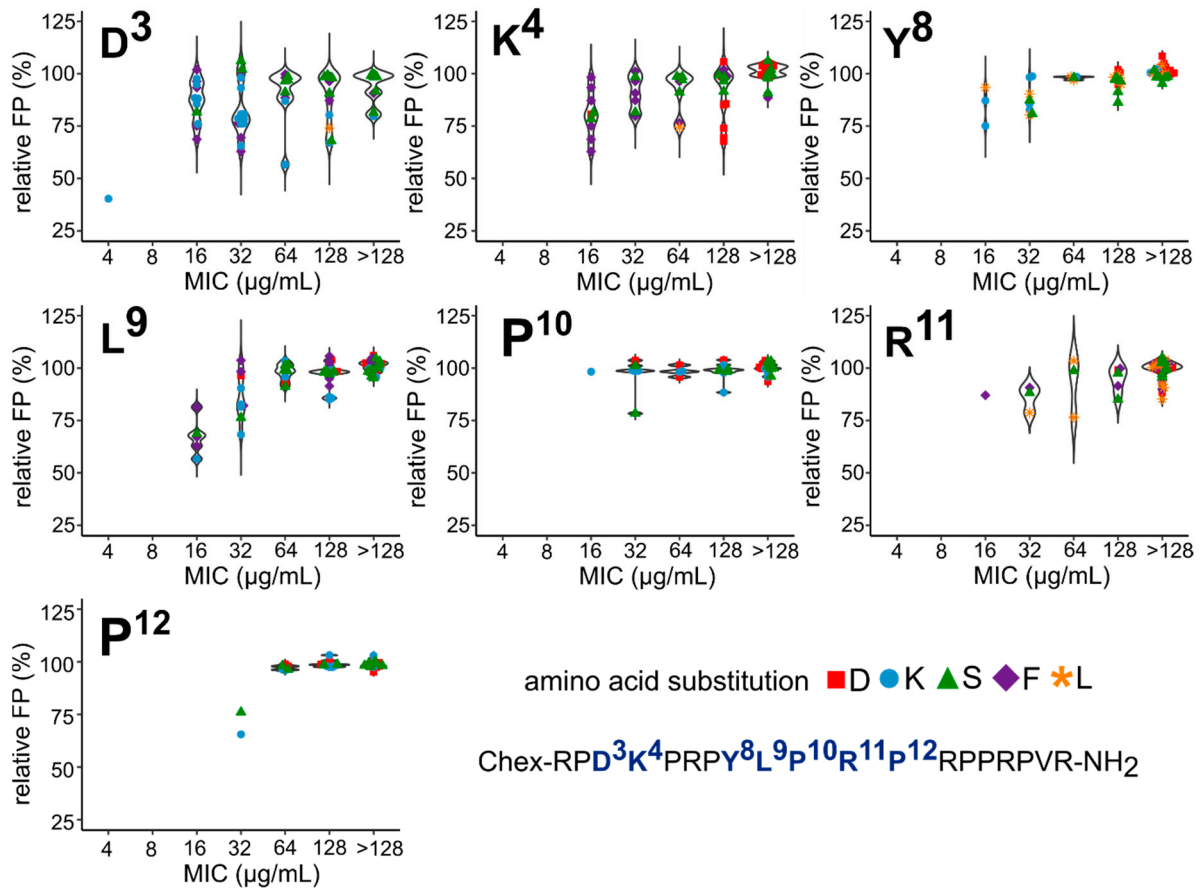 D3
relative FP (%)
125
100
75
50
25
4 8 16 32 64 128 >128
MIC (µg/mL)
K4
relative FP (%)
125
100
75
50
25
4 8 16 32 64 128 >128
MIC (µg/mL)
Y8
relative FP (%)
125
100
75
50
25
4 8 16 32 64 128 >128
MIC (µg/mL)
L9
relative FP (%)
125
100
75
50
25
4 8 16 32 64 128 >128
MIC (µg/mL)
P10
relative FP (%)
125
100
75
50
25
4 8 16 32 64 128 >128
MIC (µg/mL)
R11
relative FP (%)
125
100
75
50
25
4 8 16 32 64 128 >128
MIC (µg/mL)
P12
relative FP (%)
125
100
75
50
25
4 8 16 32 64 128 >128
MIC (µg/mL)
amino acid substitution D K S F L
Chex-RPD3K4PRPY8L9P10R11P12RPPRPVR-NH2